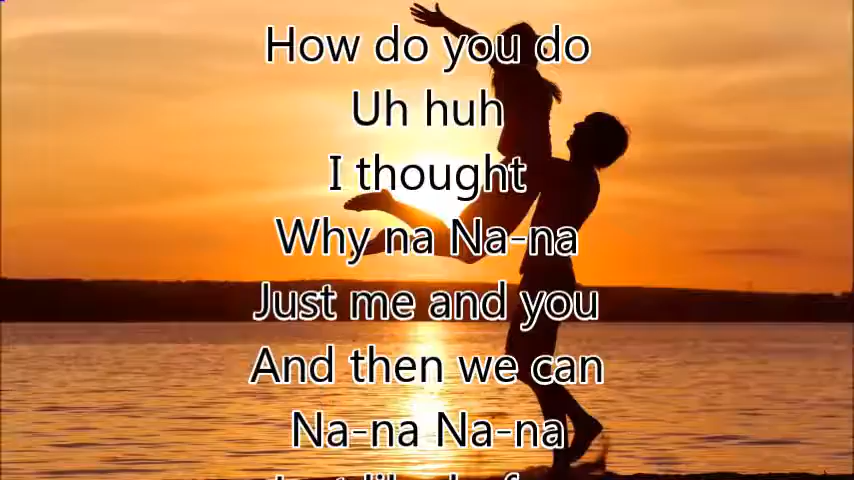 How do you do
Uh huh
I thought
Why na Na-na
Just me and you
And then we can
Na-na Na-na